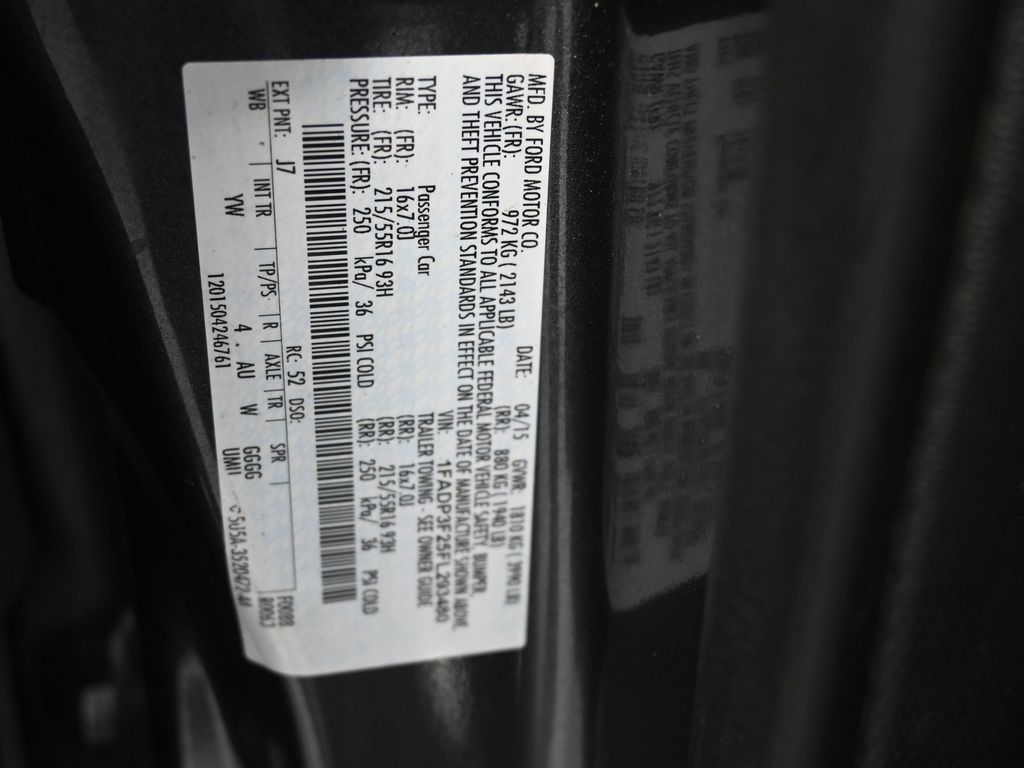 MFD. BY FORD MOTOR CO.
DATE: 04/15 GVWR: 1810 KG ( 3990 LB)
GAWR: (FR): 972 KG ( 2143 LB) (RR): 880 KG ( 1940 LB)
THIS VEHICLE CONFORMS TO ALL APPLICABLE FEDERAL MOTOR VEHICLE SAFETY, BUMPER,
AND THEFT PREVENTION STANDARDS IN EFFECT ON THE DATE OF MANUFACTURE SHOWN ABOVE.
VIN: 1FADP3F25FL293480
TYPE: Passenger Car TRAILER TOWING - SEE OWNER GUIDE
RIM: (FR): 16x7.0J (RR): 16x7.0J
TIRE: (FR): 215/55R16 93H (RR): 215/55R16 93H
PRESSURE: (FR): 250 kPa/ 36 PSI COLD (RR): 250 kPa/ 36 PSI COLD
EXT PNT: J7 RC: 52 DSO:
WB INT TR TP/PS R AXLE TR SPR
YW 4 AU W GGGG
1201504246761 UMII